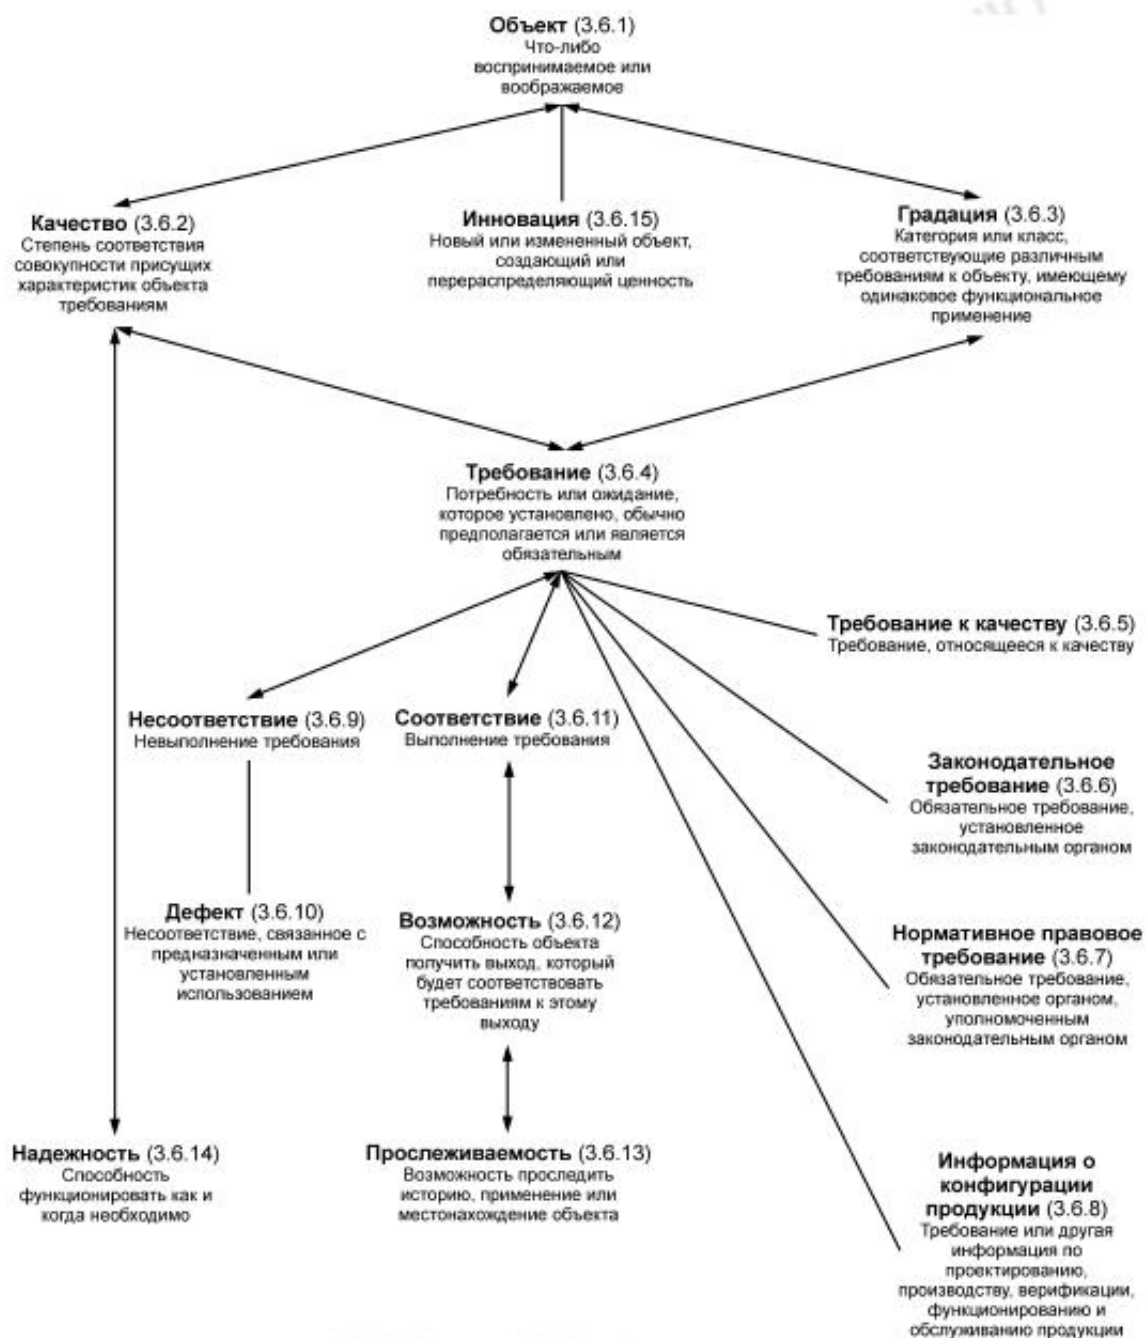 Объект (3.6.1)
Что-либо
воспринимаемое или
воображаемое
Качество (3.6.2)
Степень соответствия
совокупности присущих
характеристик объекта
требованиям
Инновация (3.6.15)
Новый или измененный объект,
создающий или
перераспределяющий ценность
Градация (3.6.3)
Категория или класс,
соответствующие различным
требованиям к объекту, имеющему
одинаковое функциональное
применение
Требование (3.6.4)
Потребность или ожидание,
которое установлено, обычно
предполагается или является
обязательным
Требование к качеству (3.6.5)
Требование, относящееся к качеству
Несоответствие (3.6.9)
Невыполнение требования
Соответствие (3.6.11)
Выполнение требования
Законодательное
требование (3.6.6)
Обязательное требование,
установленное
законодательным органом
Дефект (3.6.10)
Несоответствие, связанное с
предназначенным или
установленным
использованием
Возможность (3.6.12)
Способность объекта
получить выход, который
будет соответствовать
требованиям к этому
выходу
Нормативное правовое
требование (3.6.7)
Обязательное требование,
установленное органом,
уполномоченным
законодательным органом
Надежность (3.6.14)
Способность
функционировать как и
когда необходимо
Прослеживаемость (3.6.13)
Возможность проследить
историю, применение или
местонахождение объекта
Информация о
конфигурации
продукции (3.6.8)
Требование или другая
информация по
проектированию,
производству, верификации,
функционированию и
обслуживанию продукции